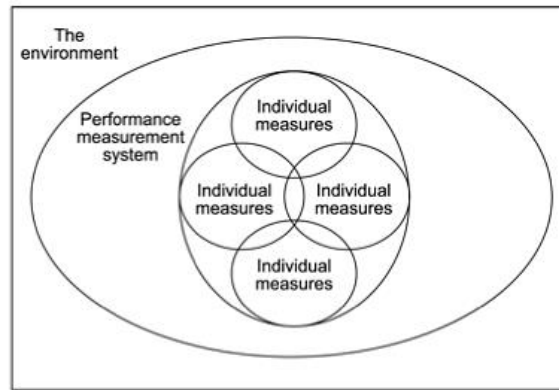 The
environment
Performance
measurement
system
Individual
measures
Individual
measures
Individual
measures
Individual
measures